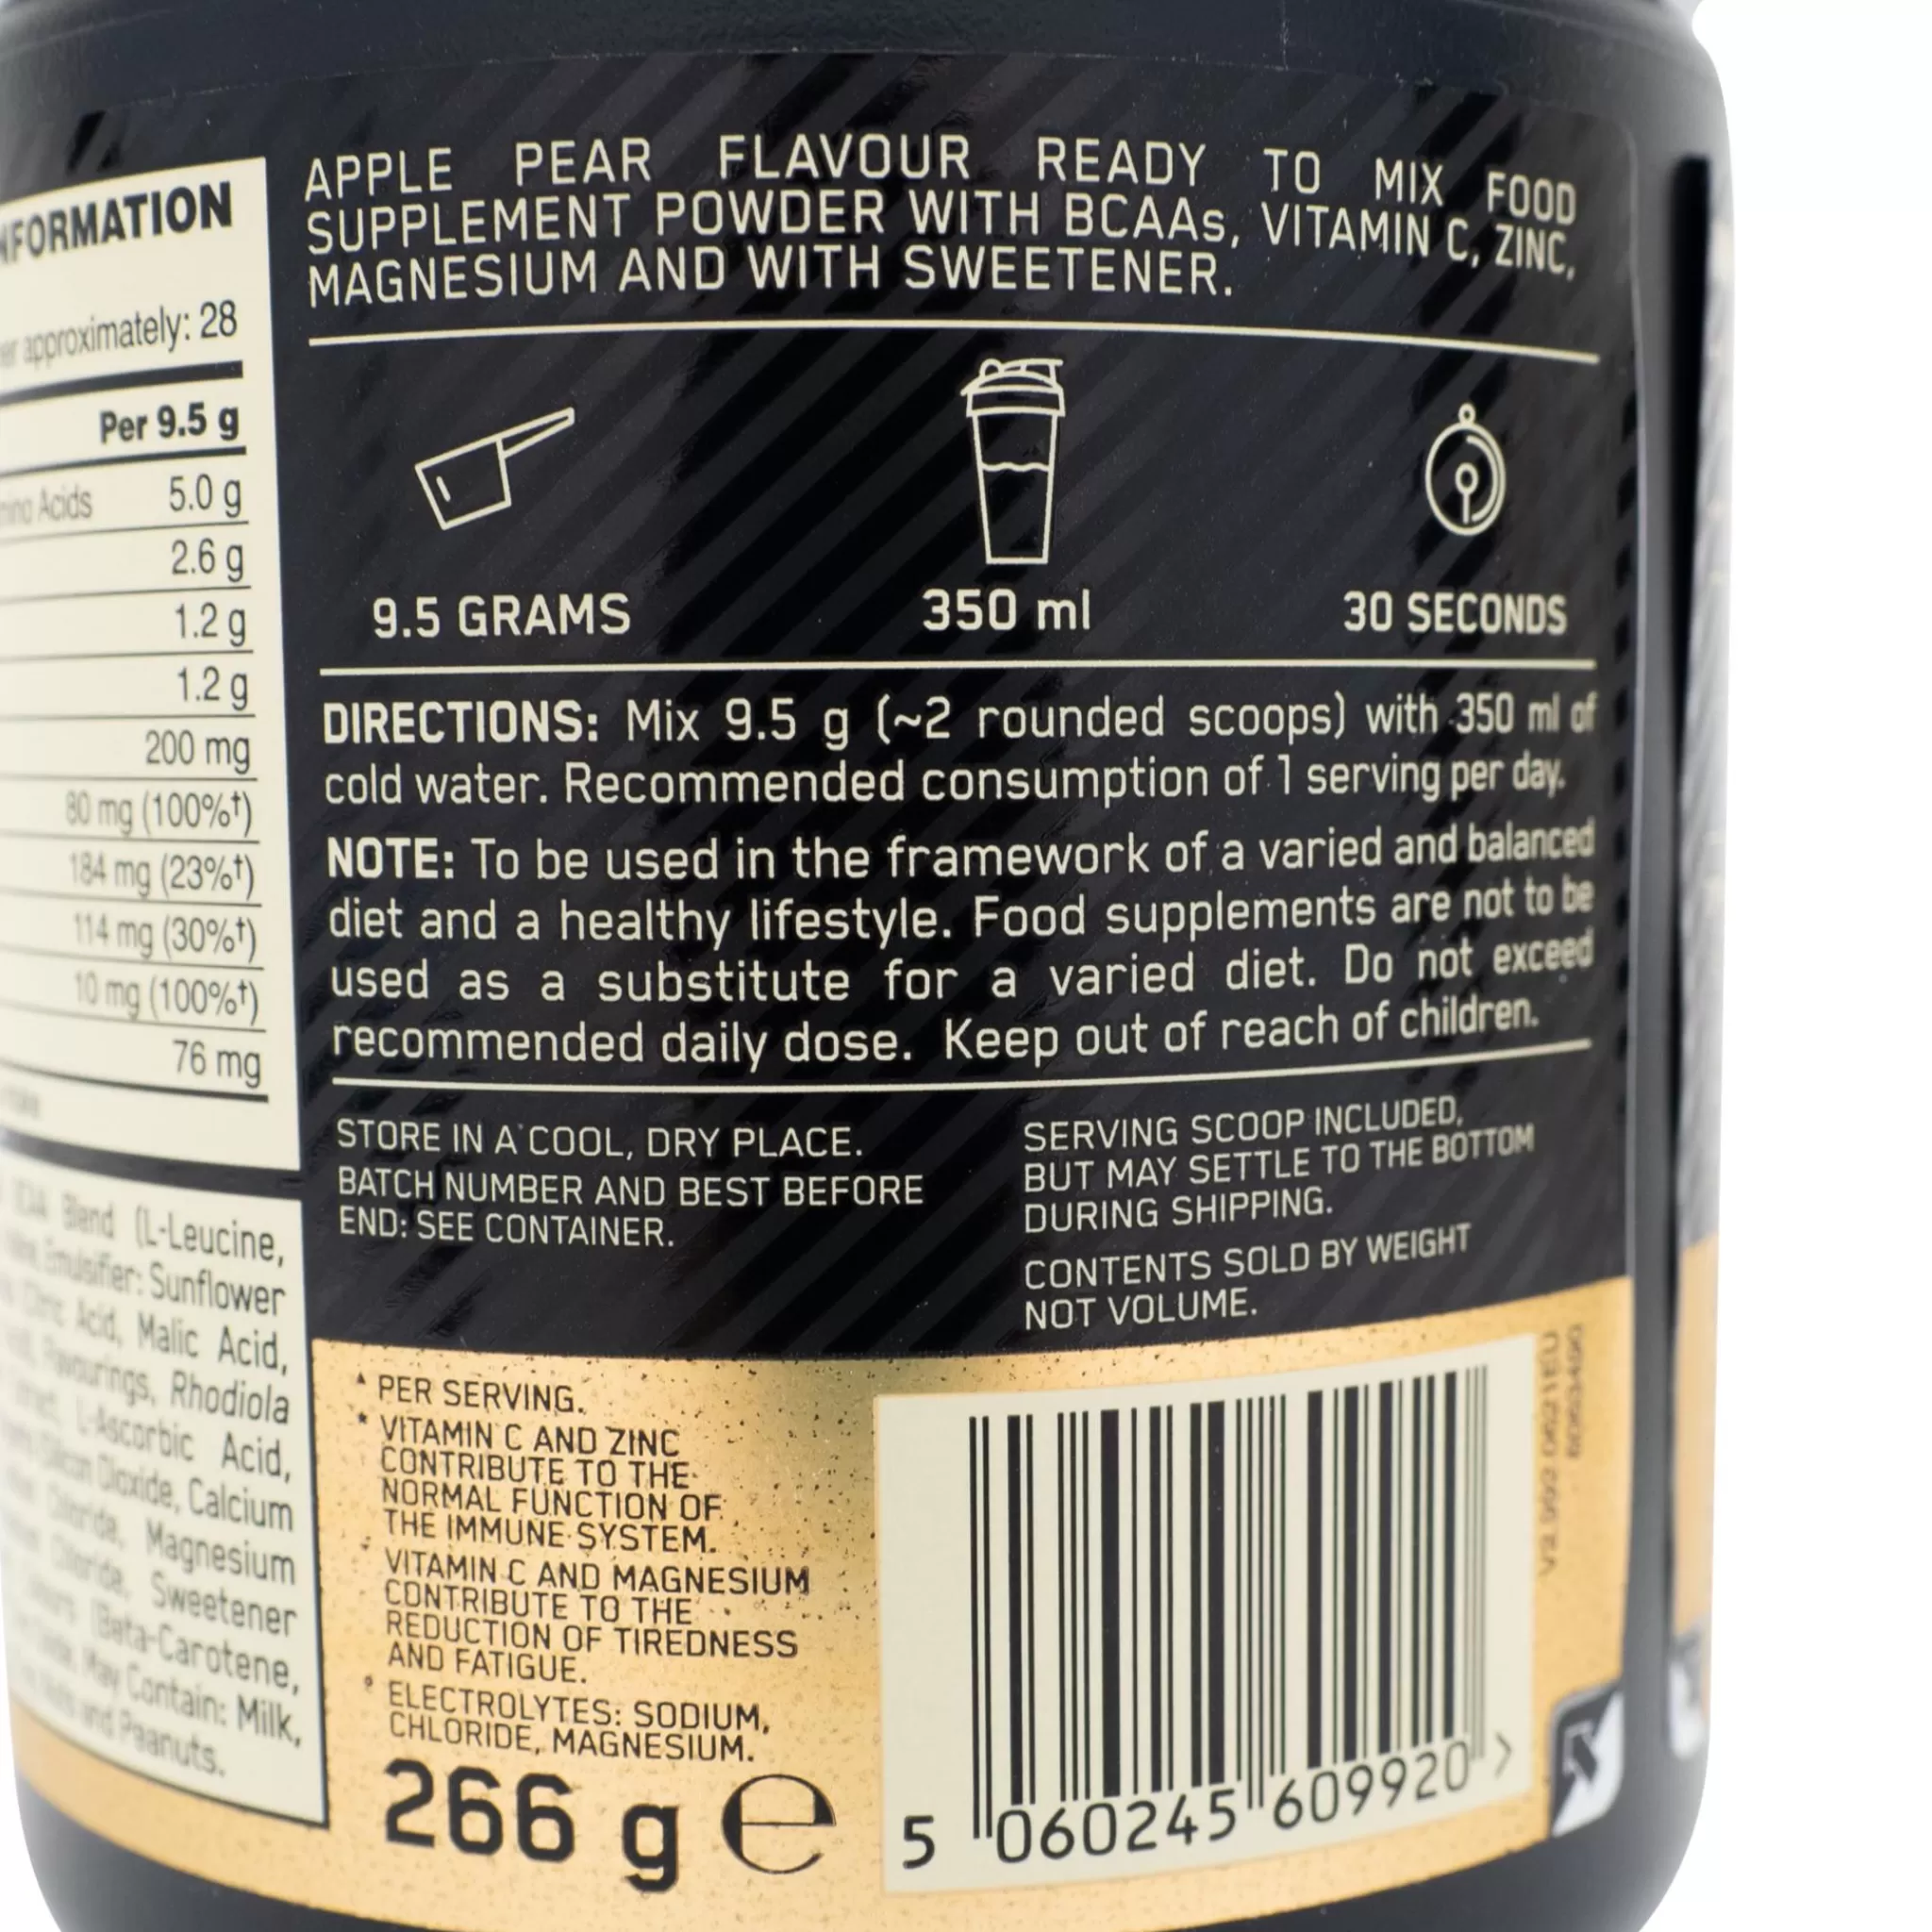 NFORMATION
approximately: 28
Per 9.5 g
Acids 5.0 g
2.6 g
1.2 g
1.2 g
200 mg
80 mg (100%†)
184 mg (23%†)
114 mg (30%†)
10 mg (100%†)
76 mg
Blend (L-Leucine,
Emulsifier: Sunflower
Acid, Malic Acid,
Flavourings, Rhodiola
L-Ascorbic Acid,
Dioxide, Calcium
Chloride, Magnesium
Chloride, Sweetener
(Beta-Carotene,
May Contain: Milk,
and Peanuts.
APPLE PEAR FLAVOUR READY TO MIX FOOD
SUPPLEMENT POWDER WITH BCAAs, VITAMIN C, ZINC,
MAGNESIUM AND WITH SWEETENER.
9.5 GRAMS
350 ml
30 SECONDS
DIRECTIONS: Mix 9.5 g (~2 rounded scoops) with 350 ml of
cold water. Recommended consumption of 1 serving per day.
NOTE: To be used in the framework of a varied and balanced
diet and a healthy lifestyle. Food supplements are not to be
used as a substitute for a varied diet. Do not exceed
recommended daily dose. Keep out of reach of children.
STORE IN A COOL, DRY PLACE.
BATCH NUMBER AND BEST BEFORE
END: SEE CONTAINER.
SERVING SCOOP INCLUDED,
BUT MAY SETTLE TO THE BOTTOM
DURING SHIPPING.
CONTENTS SOLD BY WEIGHT
NOT VOLUME.
▲ PER SERVING.
* VITAMIN C AND ZINC
CONTRIBUTE TO THE
NORMAL FUNCTION OF
THE IMMUNE SYSTEM.
VITAMIN C AND MAGNESIUM
CONTRIBUTE TO THE
REDUCTION OF TIREDNESS
AND FATIGUE.
ELECTROLYTES: SODIUM,
CHLORIDE, MAGNESIUM.
266 g ℮
5 060245 609920 >